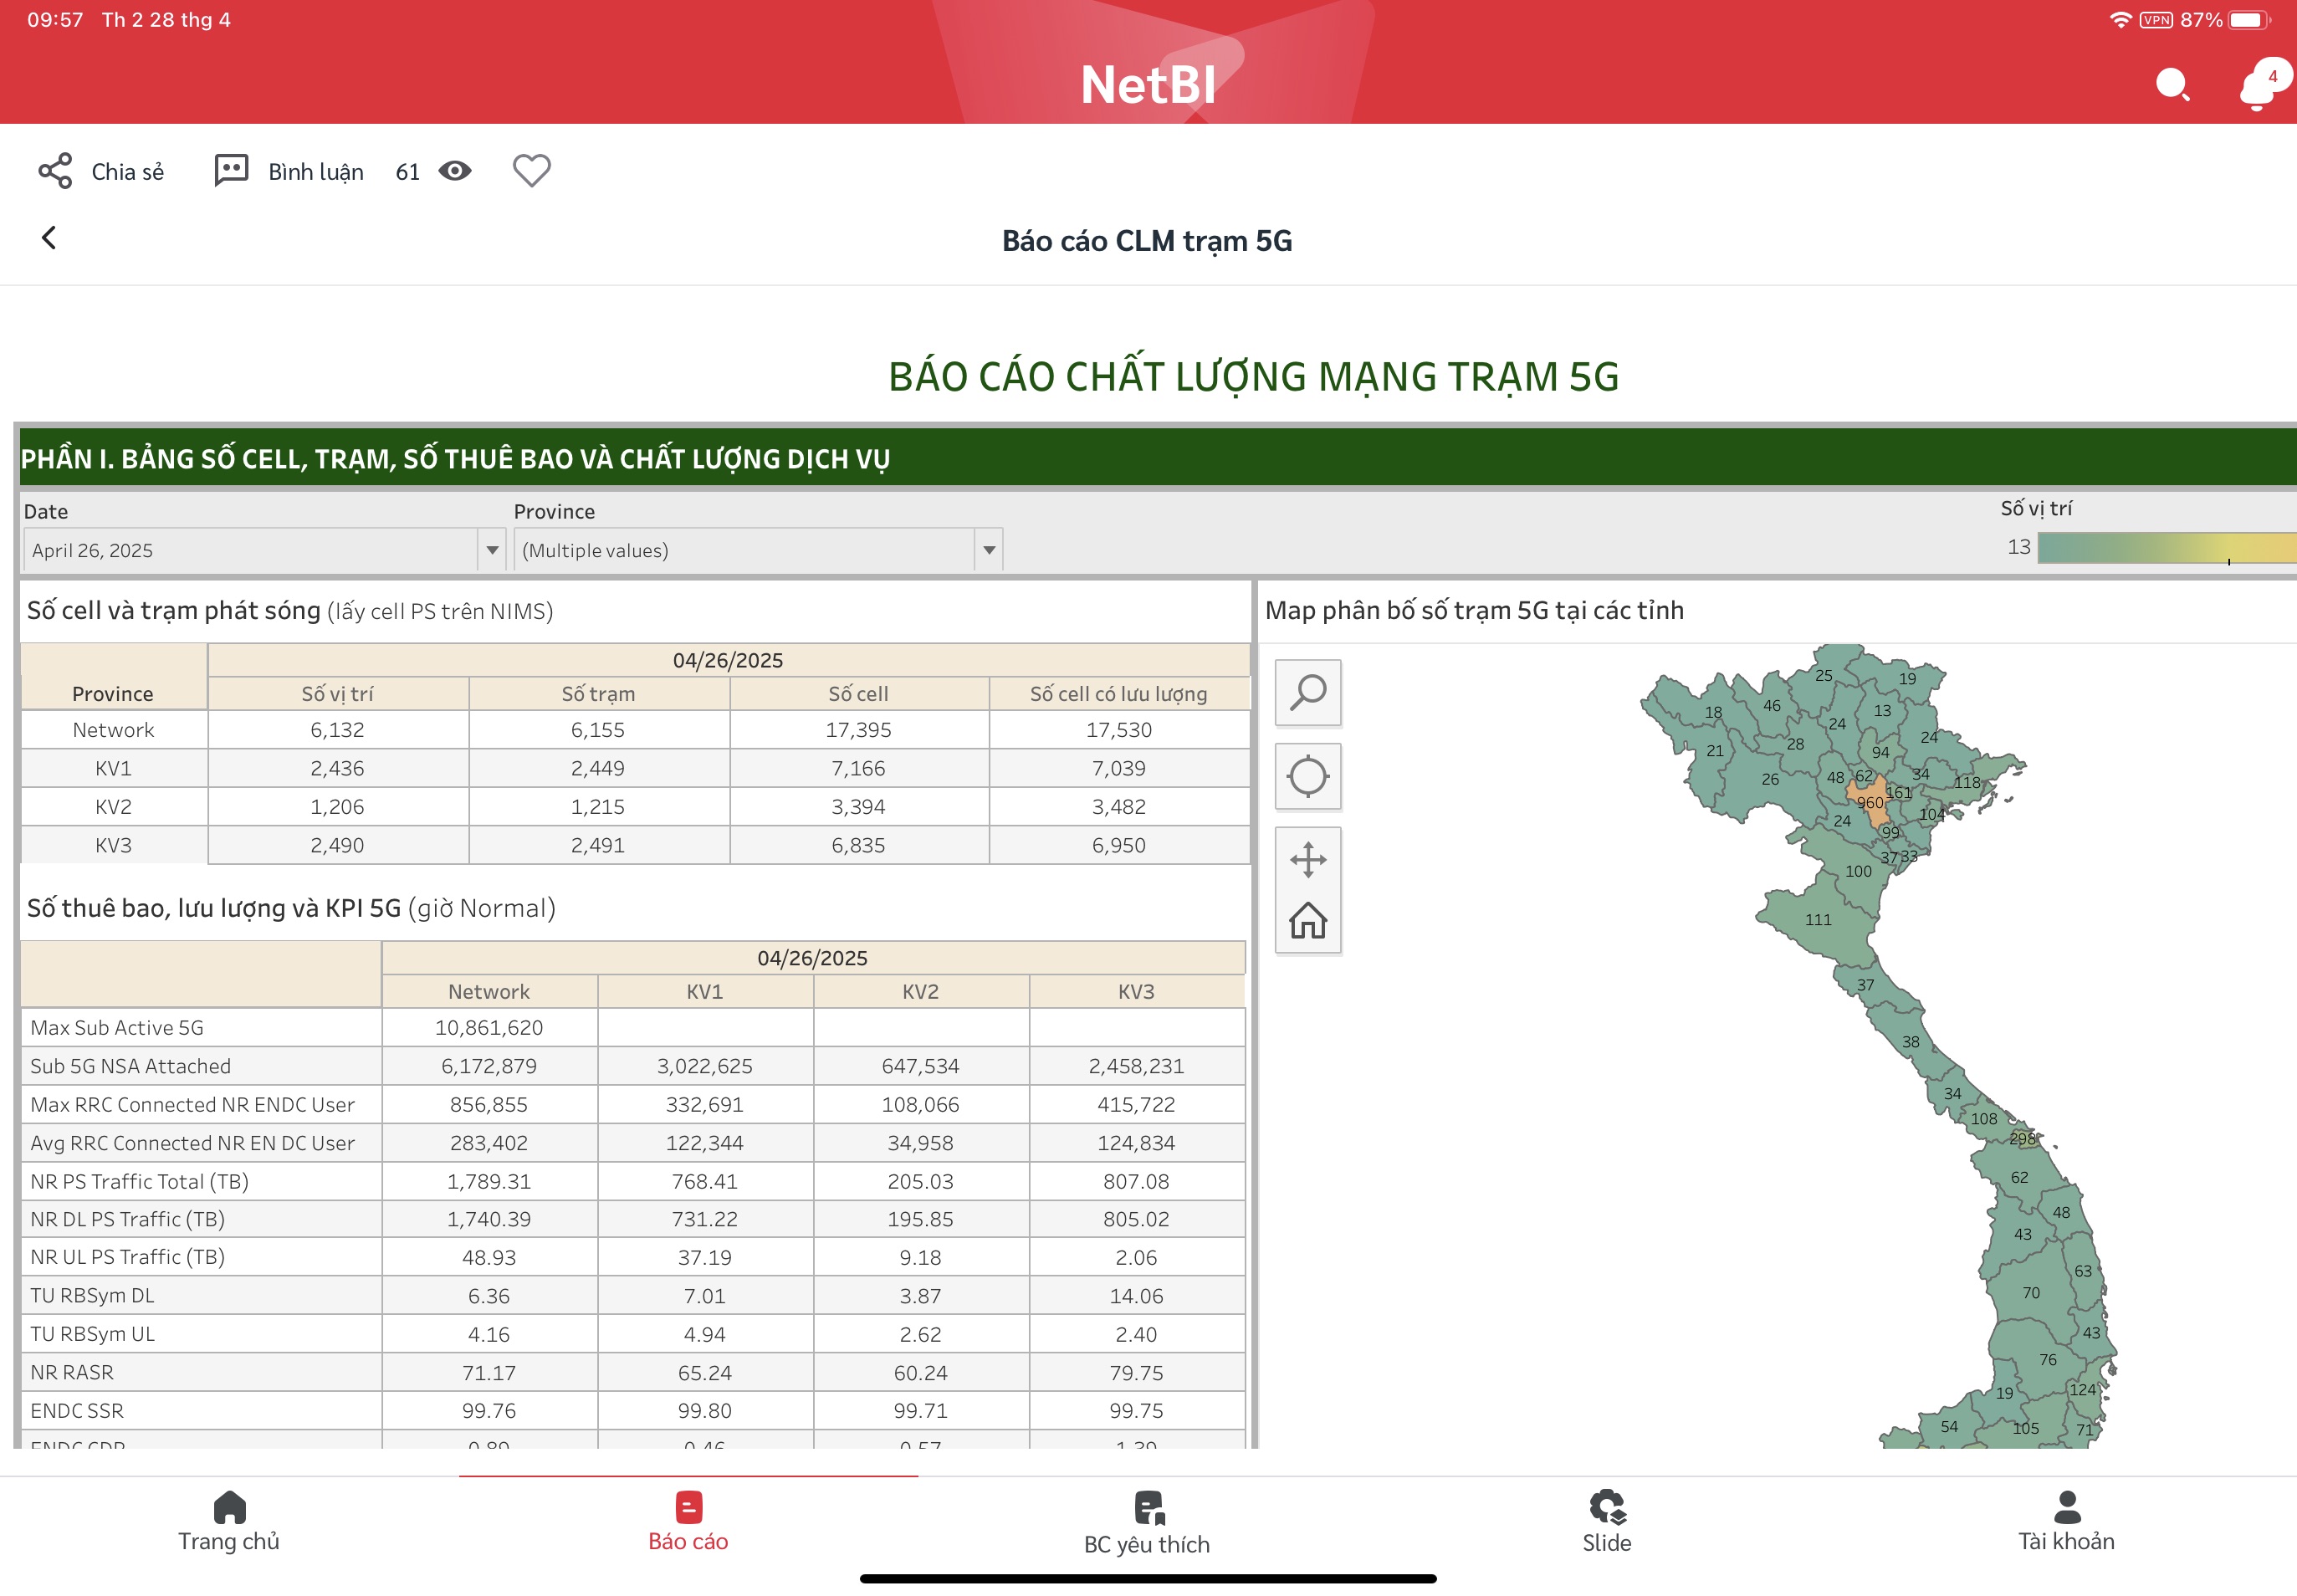 09:57 Th 2 28 thg 4
VPN 87%
NetBI
4
Chia sẻ Bình luận 61
Báo cáo CLM trạm 5G
BÁO CÁO CHẤT LƯỢNG MẠNG TRẠM 5G
PHẦN I. BẢNG SỐ CELL, TRẠM, SỐ THUÊ BAO VÀ CHẤT LƯỢNG DỊCH VỤ
Date Province Số vị trí
April 26, 2025 (Multiple values) 13
Số cell và trạm phát sóng (lấy cell PS trên NIMS)
04/26/2025
Province Số vị trí Số trạm Số cell Số cell có lưu lượng
Network 6,132 6,155 17,395 17,530
KV1 2,436 2,449 7,166 7,039
KV2 1,206 1,215 3,394 3,482
KV3 2,490 2,491 6,835 6,950
Số thuê bao, lưu lượng và KPI 5G (giờ Normal)
04/26/2025
Network KV1 KV2 KV3
Max Sub Active 5G 10,861,620
Sub 5G NSA Attached 6,172,879 3,022,625 647,534 2,458,231
Max RRC Connected NR ENDC User 856,855 332,691 108,066 415,722
Avg RRC Connected NR EN DC User 283,402 122,344 34,958 124,834
NR PS Traffic Total (TB) 1,789.31 768.41 205.03 807.08
NR DL PS Traffic (TB) 1,740.39 731.22 195.85 805.02
NR UL PS Traffic (TB) 48.93 37.19 9.18 2.06
TU RBSym DL 6.36 7.01 3.87 14.06
TU RBSym UL 4.16 4.94 2.62 2.40
NR RASR 71.17 65.24 60.24 79.75
ENDC SSR 99.76 99.80 99.71 99.75
ENDC CDR 0.89 0.46 0.57 1.39
Map phân bố số trạm 5G tại các tỉnh
25 19
18 46 24 13
21 28 94 24
26 48 62 34 118
960 161
24 104
99
37 33
100
111
37
38
34
108
298
62
48
43
63
70
43
76
19 124
54 105 71
Trang chủ Báo cáo BC yêu thích Slide Tài khoản